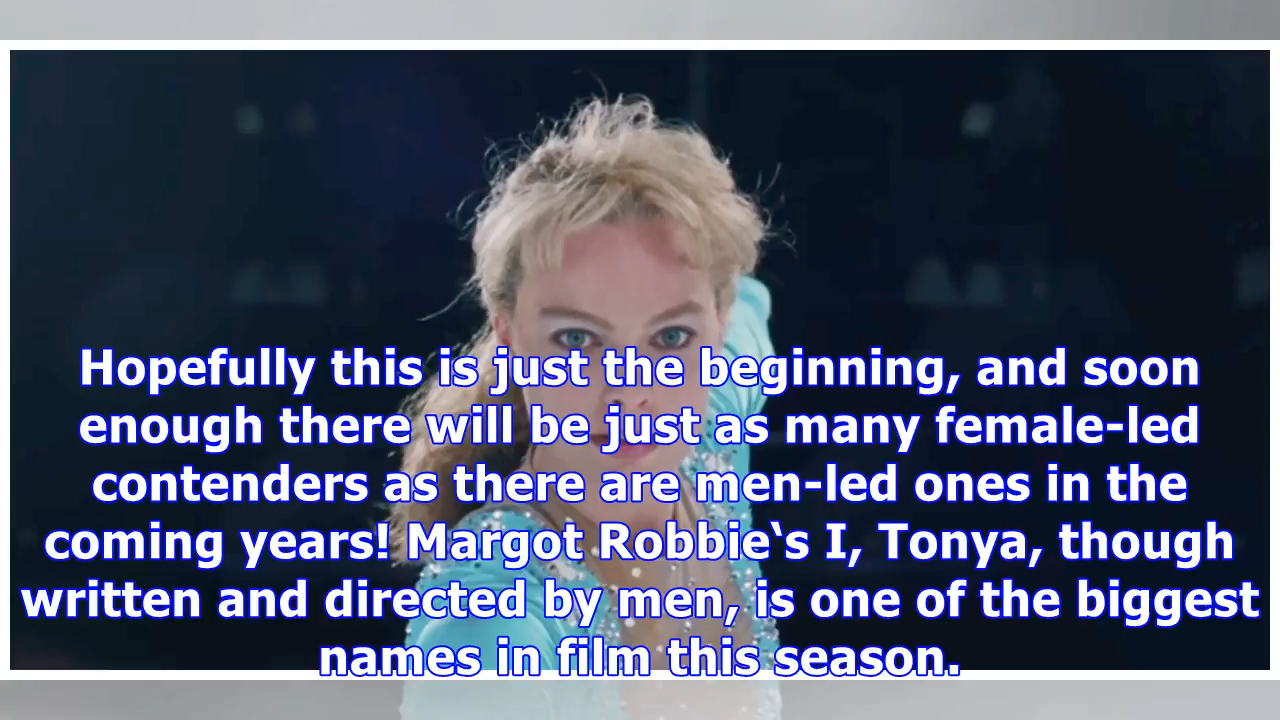 Hopefully this is just the beginning, and soon
enough there will be just as many female-led
contenders as there are men-led ones in the
coming years! Margot Robbie‘s I, Tonya, though
written and directed by men, is one of the biggest
names in film this season.